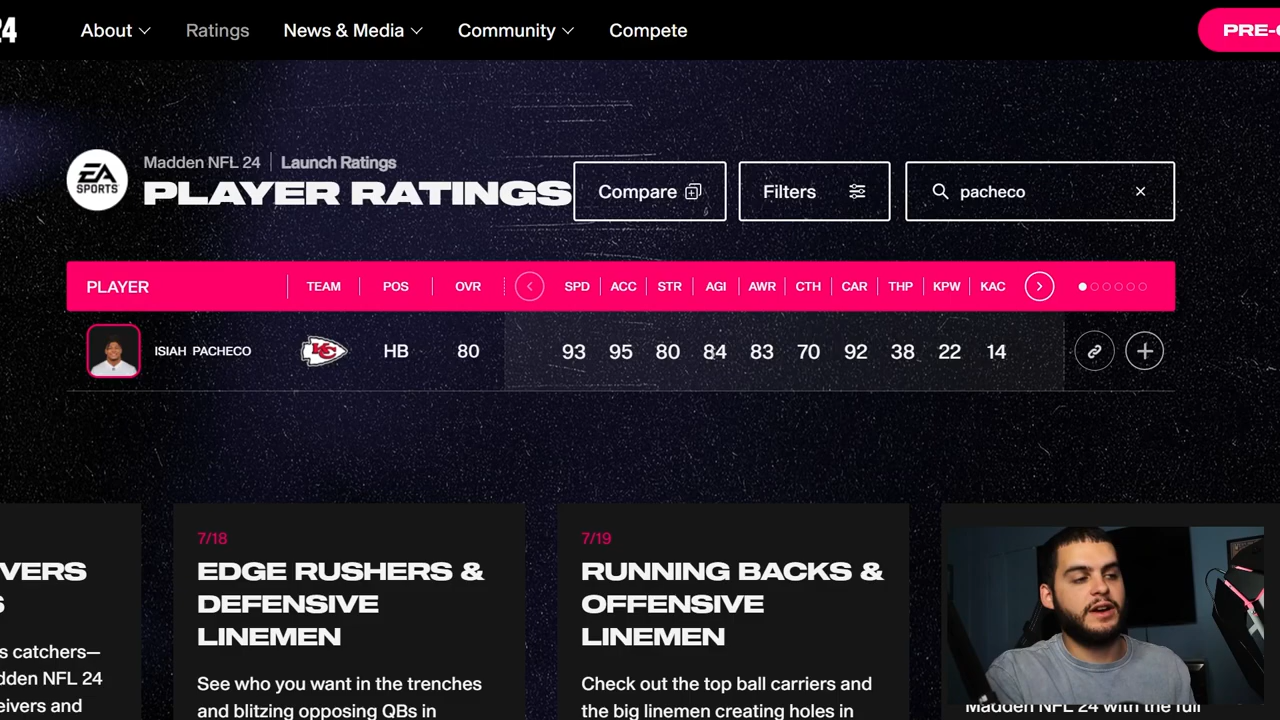 24 About Ratings News & Media Community Compete PRE-
EA SPORTS
Madden NFL 24 Launch Ratings
PLAYER RATINGS
Compare Filters pacheco
PLAYER TEAM POS OVR SPD ACC STR AGI AWR CTH CAR THP KPW KAC
ISIAH PACHECO KC HB 80 93 95 80 84 83 70 92 38 22 14
VERS
S
s catchers—
dden NFL 24
eivers and
7/18
EDGE RUSHERS &
DEFENSIVE
LINEMEN
See who you want in the trenches
and blitzing opposing QBs in
7/19
RUNNING BACKS &
OFFENSIVE
LINEMEN
Check out the top ball carriers and
the big linemen creating holes in
Madden NFL 24 with the full